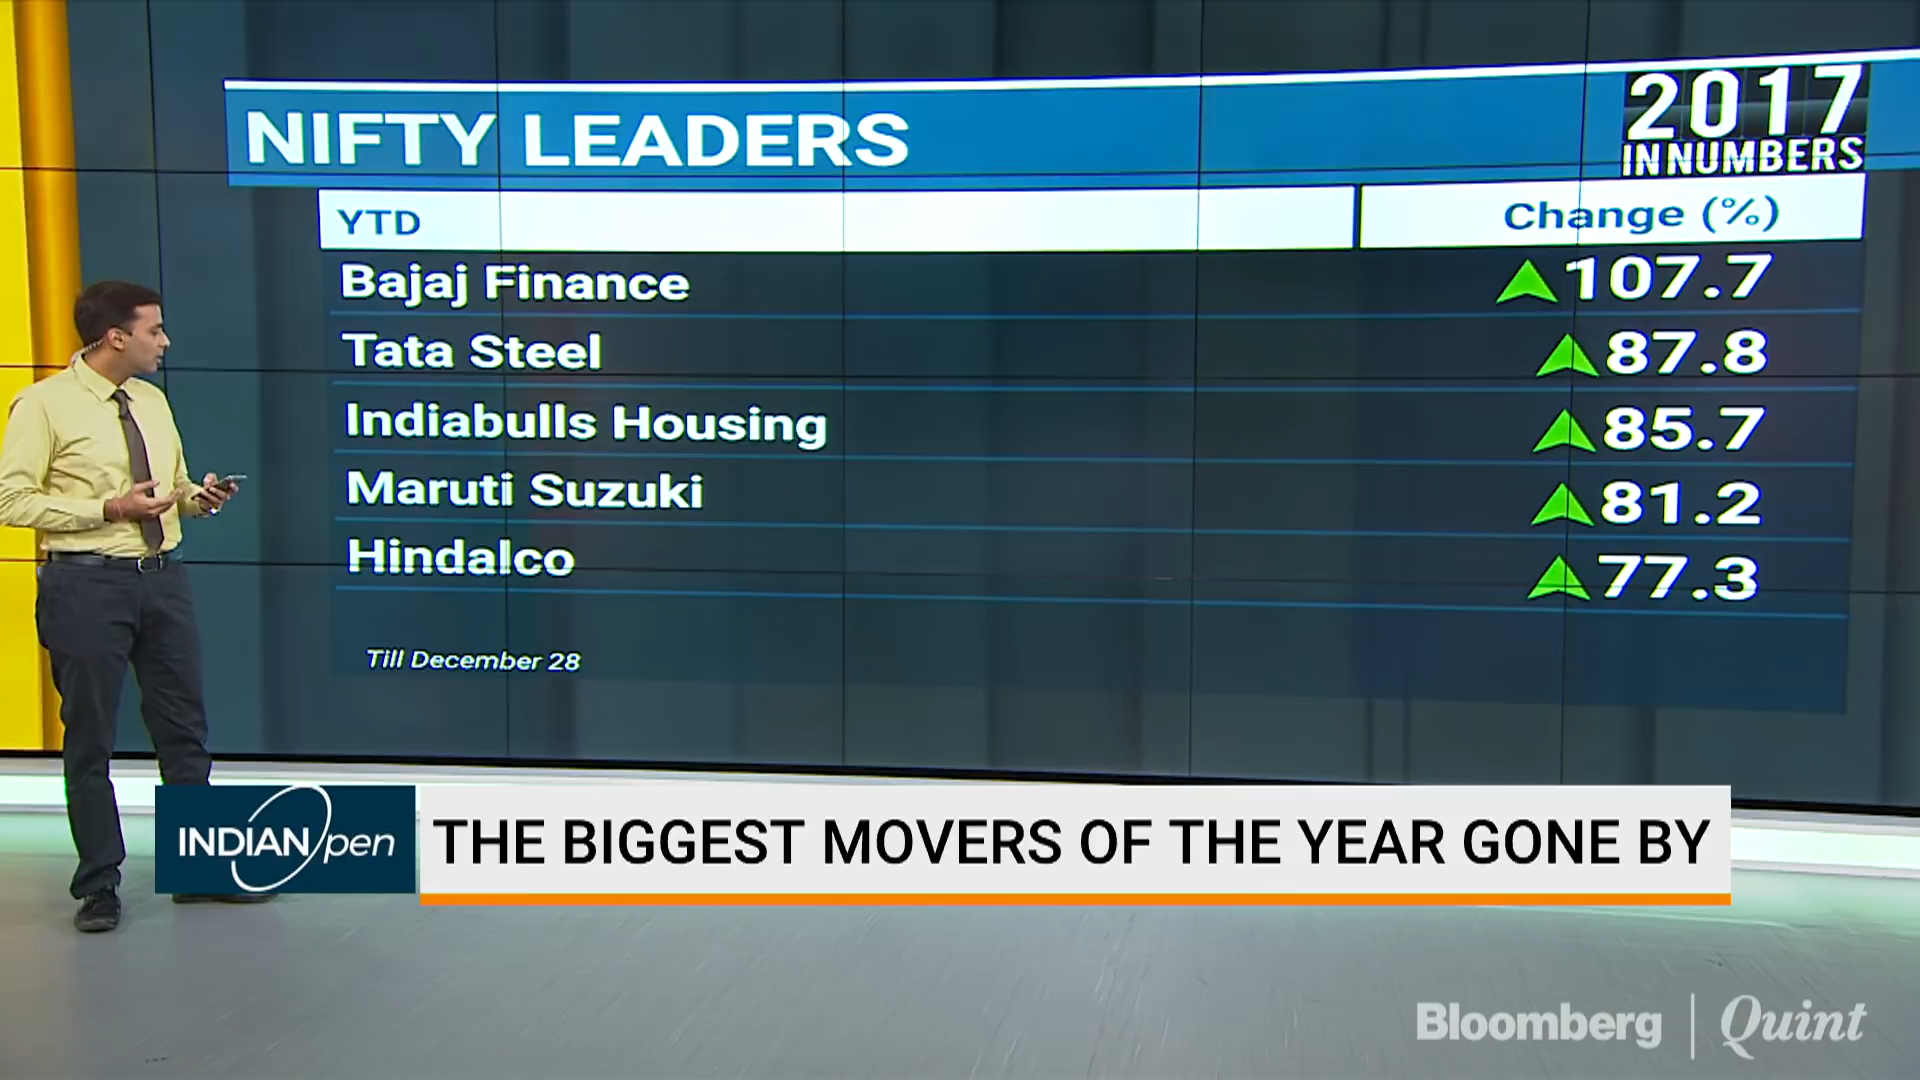 NIFTY LEADERS
2017
IN NUMBERS
YTD Change (%)
Bajaj Finance 107.7
Tata Steel 87.8
Indiabulls Housing 85.7
Maruti Suzuki 81.2
Hindalco 77.3
Till December 28
INDIAN Open THE BIGGEST MOVERS OF THE YEAR GONE BY
Bloomberg | Quint